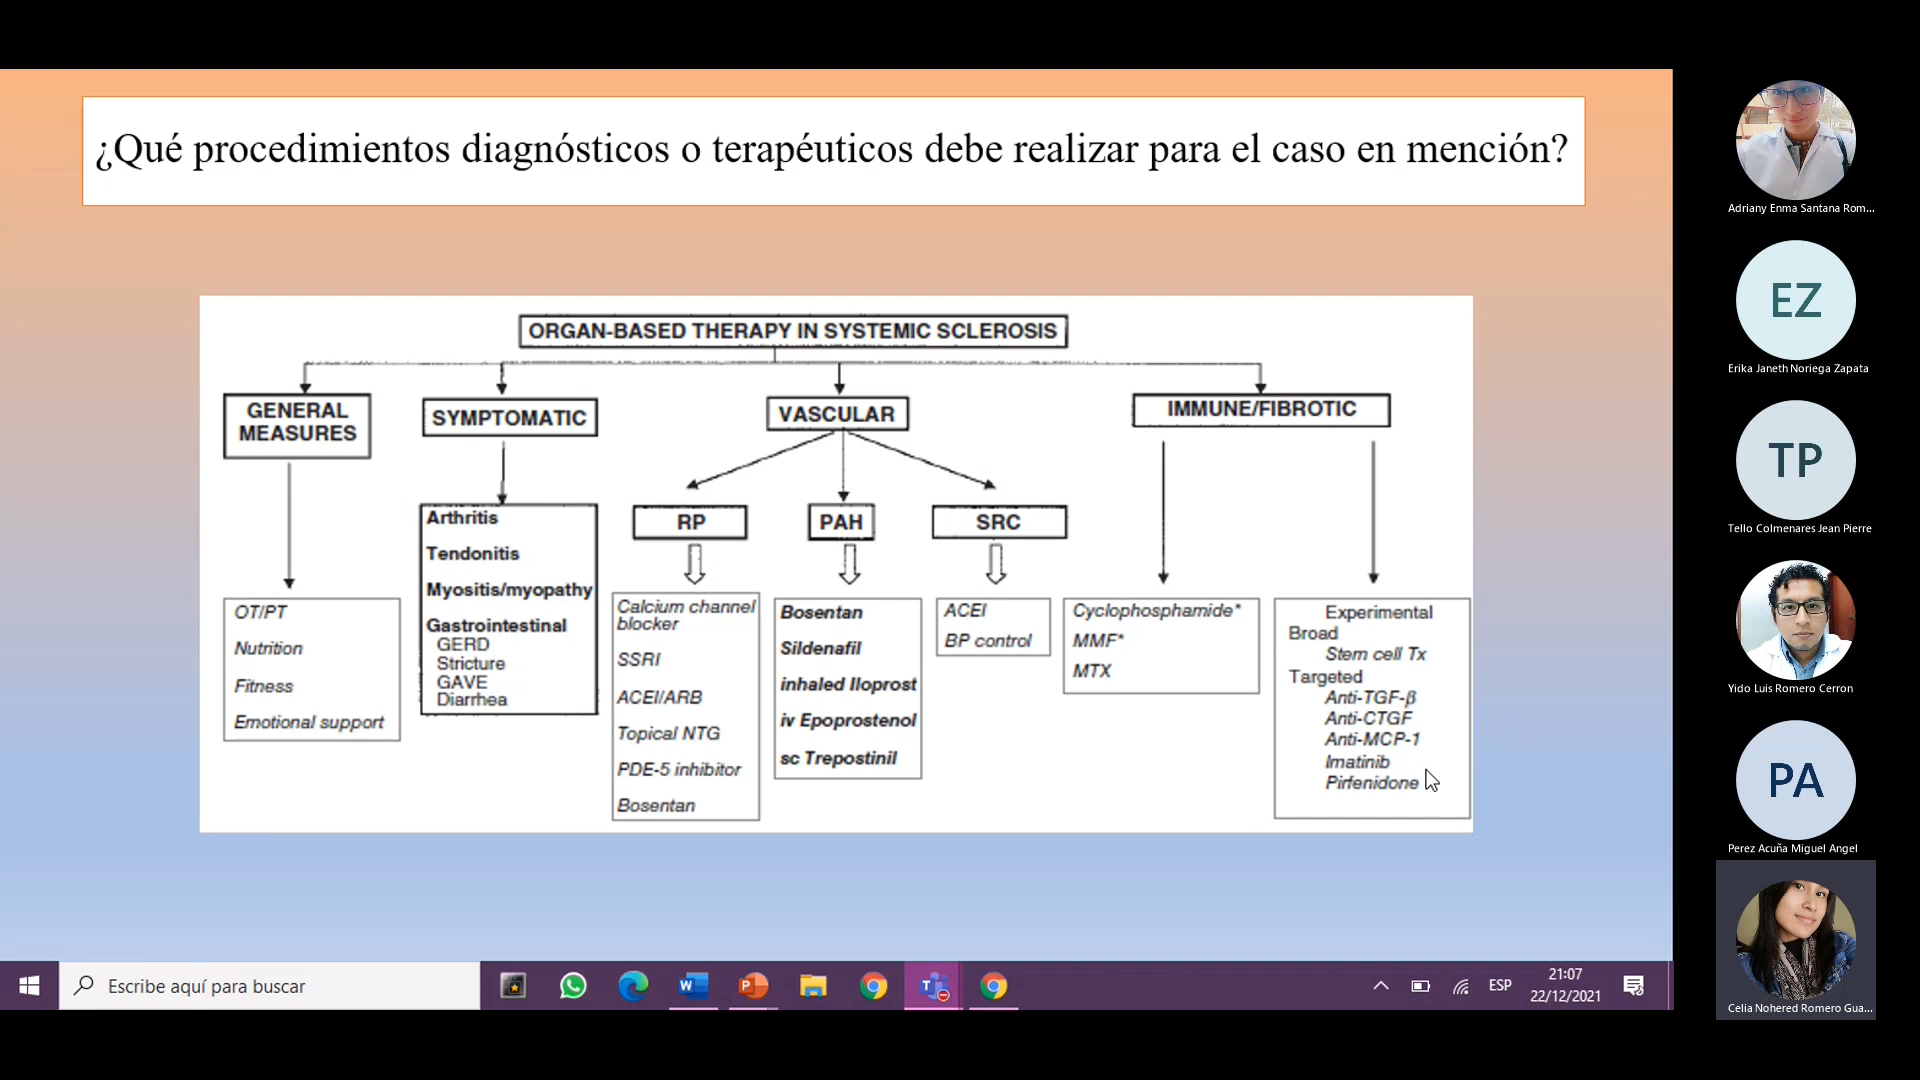 ¿Qué procedimientos diagnósticos o terapéuticos debe realizar para el caso en mención?
ORGAN-BASED THERAPY IN SYSTEMIC SCLEROSIS
GENERAL
MEASURES
SYMPTOMATIC
VASCULAR
IMMUNE/FIBROTIC
Arthritis
Tendonitis
Myositis/myopathy
Gastrointestinal
GERD
Stricture
GAVE
Diarrhea
RP
PAH
SRC
OT/PT
Nutrition
Fitness
Emotional support
Calcium channel
blocker
SSRI
ACEI/ARB
Topical NTG
PDE-5 inhibitor
Bosentan
Bosentan
Sildenafil
inhaled Iloprost
iv Epoprostenol
sc Trepostinil
ACEI
BP control
Cyclophosphamide*
MMF*
MTX
Experimental
Broad
Stem cell Tx
Targeted
Anti-TGF-β
Anti-CTGF
Anti-MCP-1
Imatinib
Pirfenidone
Escribe aquí para buscar
ESP
21:07
22/12/2021
Adriany Enma Santana Rom...
EZ
Erika Janeth Noriega Zapata
TP
Tello Colmenares Jean Pierre
Yido Luis Romero Cerron
PA
Perez Acuña Miguel Angel
Celia Nohered Romero Gua...